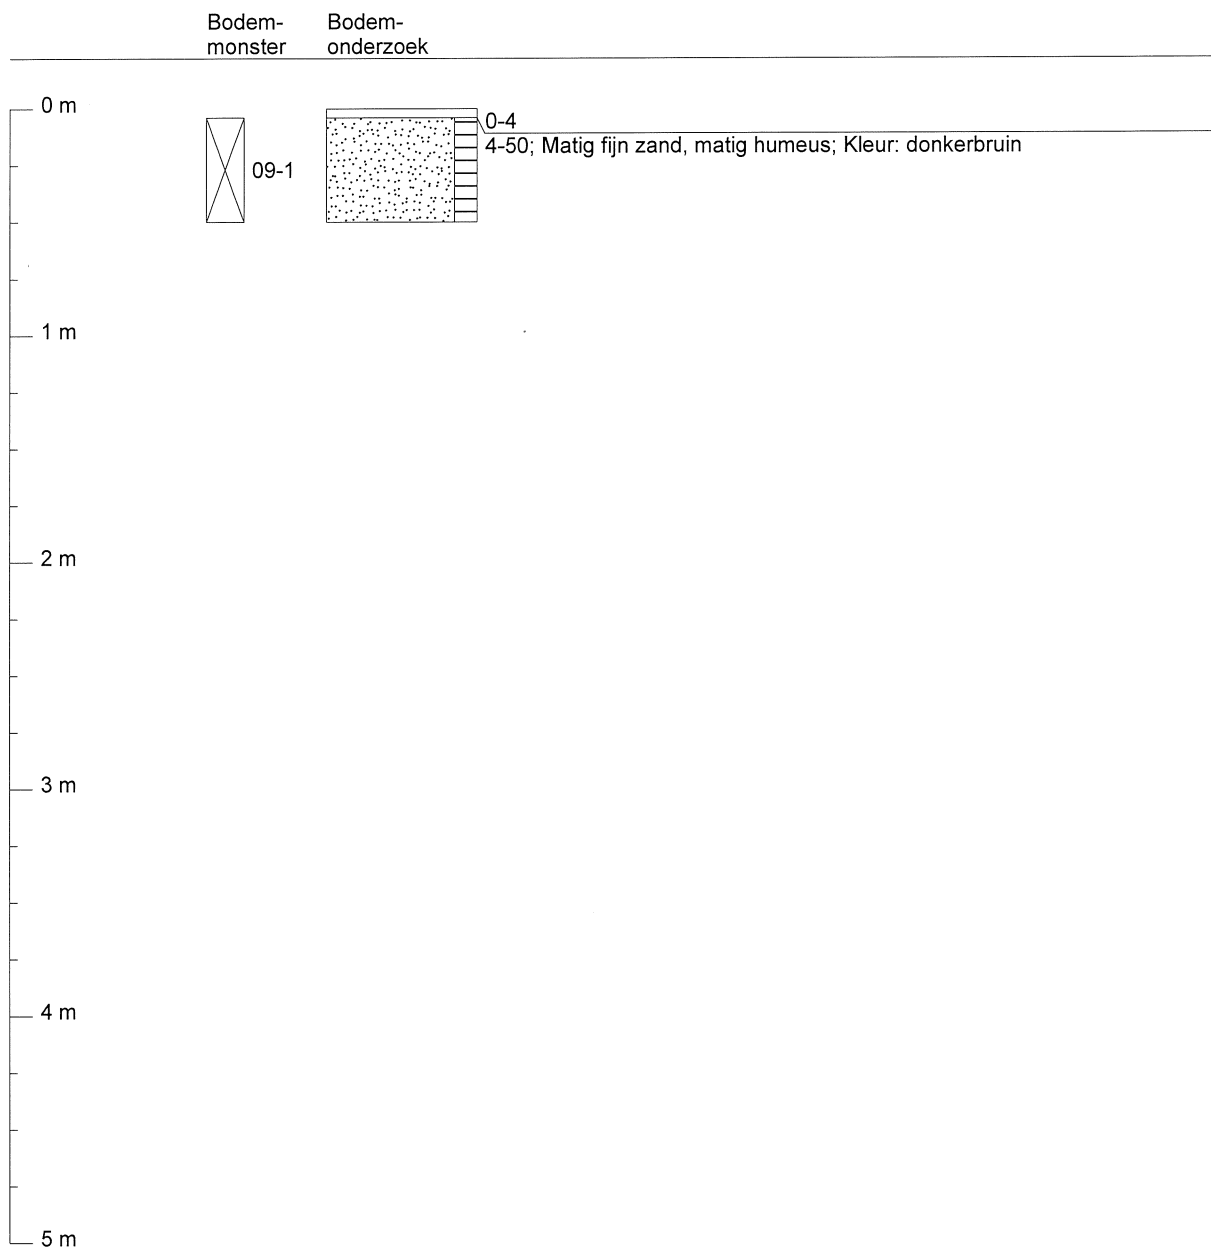 Bodem-
monster
Bodem-
onderzoek
0 m
0-4
4-50; Matig fijn zand, matig humeus; Kleur: donkerbruin
09-1
1 m
2 m
3 m
4 m
5 m